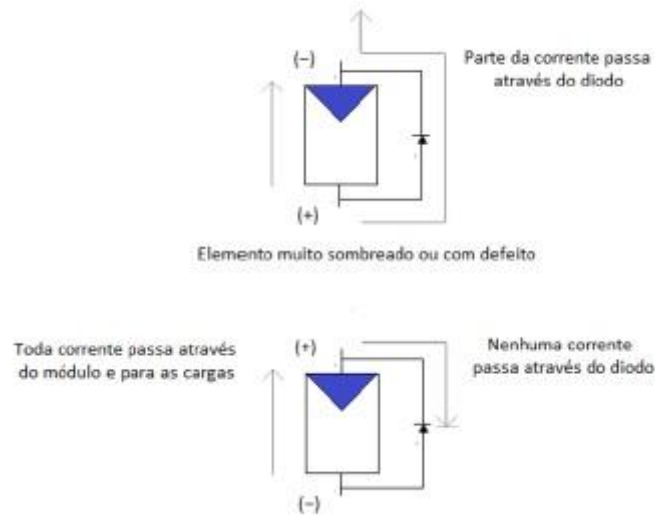 (−)
Parte da corrente passa
através do diodo
(+)
Elemento muito sombreado ou com defeito
Toda corrente passa através
do módulo e para as cargas
(+)
Nenhuma corrente
passa através do diodo
(−)